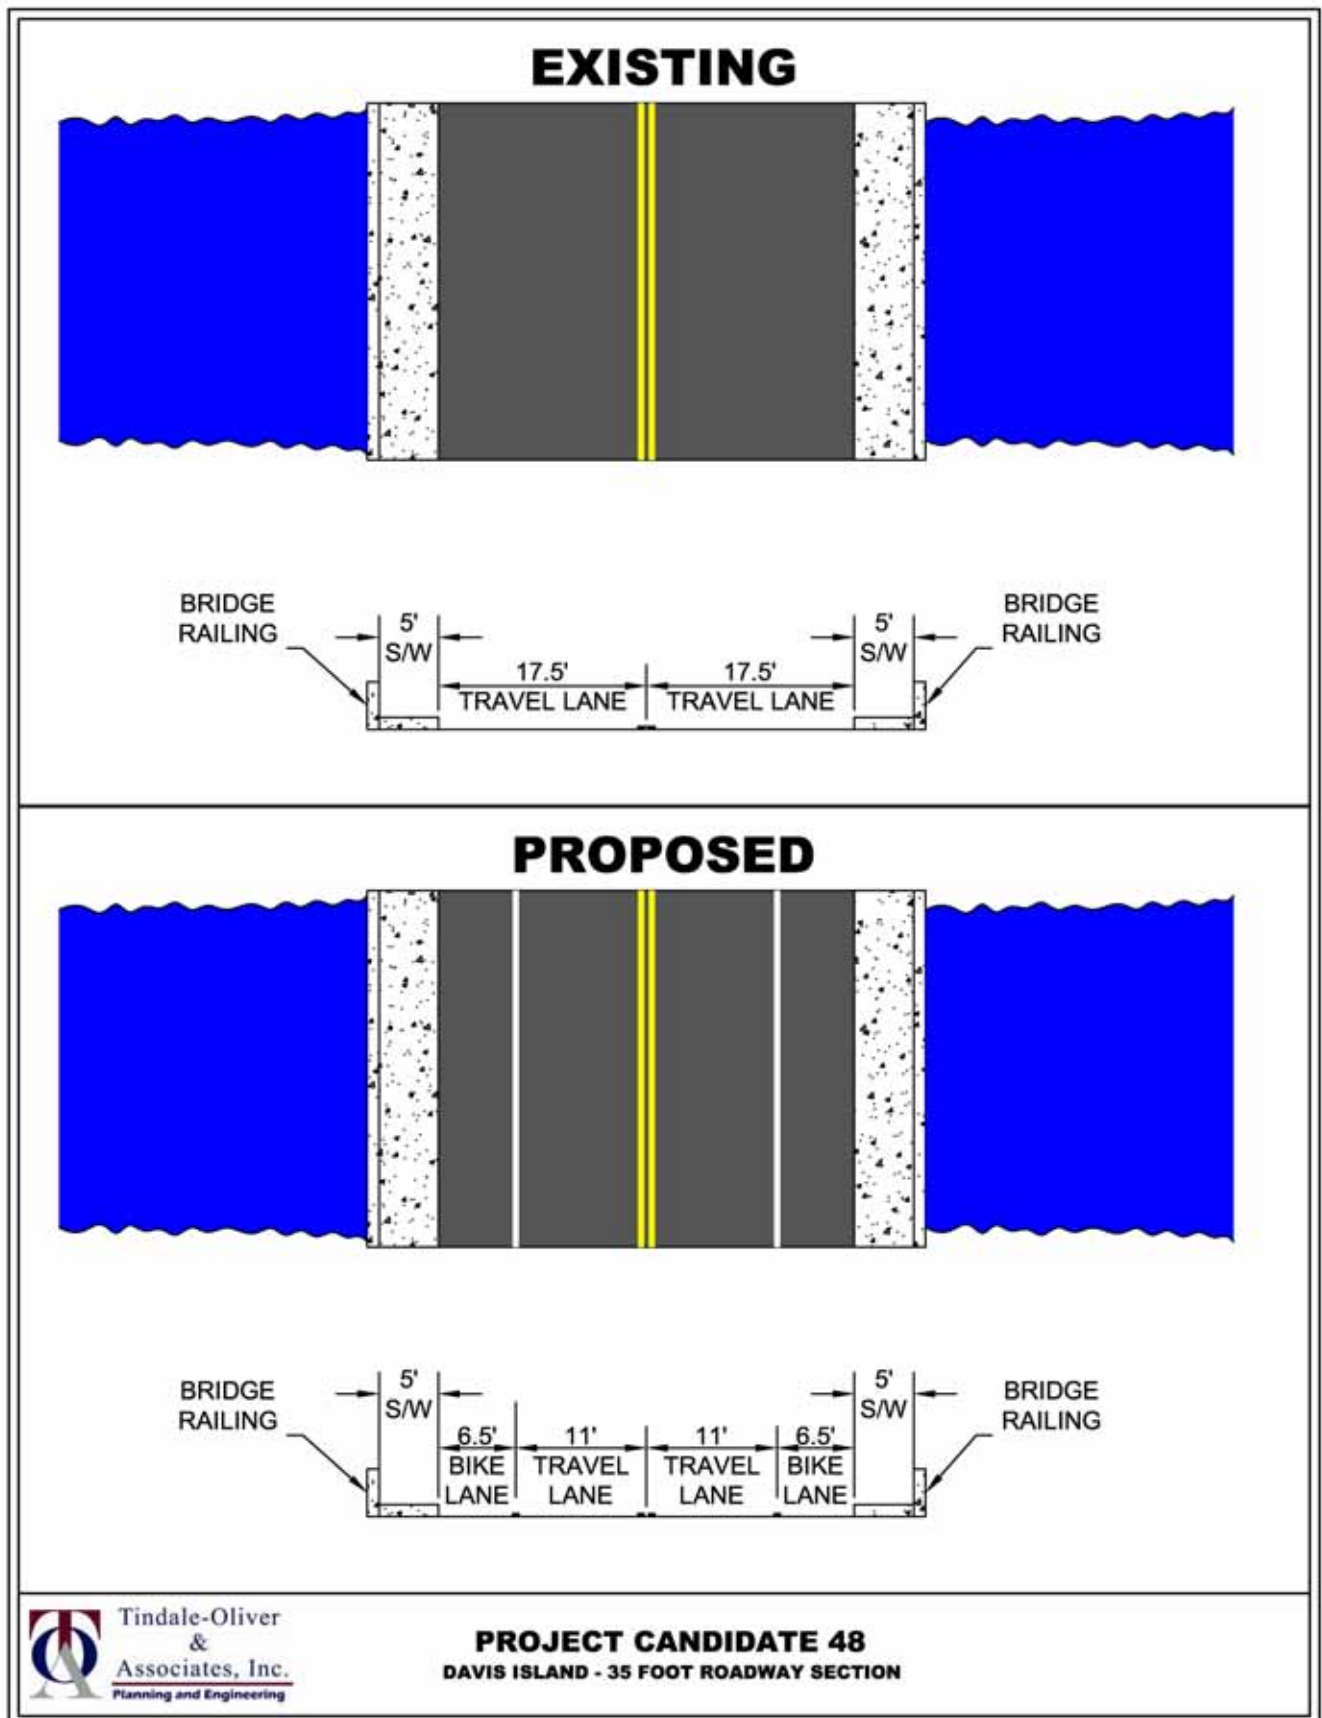 EXISTING
BRIDGE
RAILING
5'
S/W
17.5'
TRAVEL LANE
17.5'
TRAVEL LANE
5'
S/W
BRIDGE
RAILING
PROPOSED
BRIDGE
RAILING
5'
S/W
6.5'
BIKE
LANE
11'
TRAVEL
LANE
11'
TRAVEL
LANE
6.5'
BIKE
LANE
5'
S/W
BRIDGE
RAILING
TOA
Tindale-Oliver
&
Associates, Inc.
Planning and Engineering
PROJECT CANDIDATE 48
DAVIS ISLAND - 35 FOOT ROADWAY SECTION